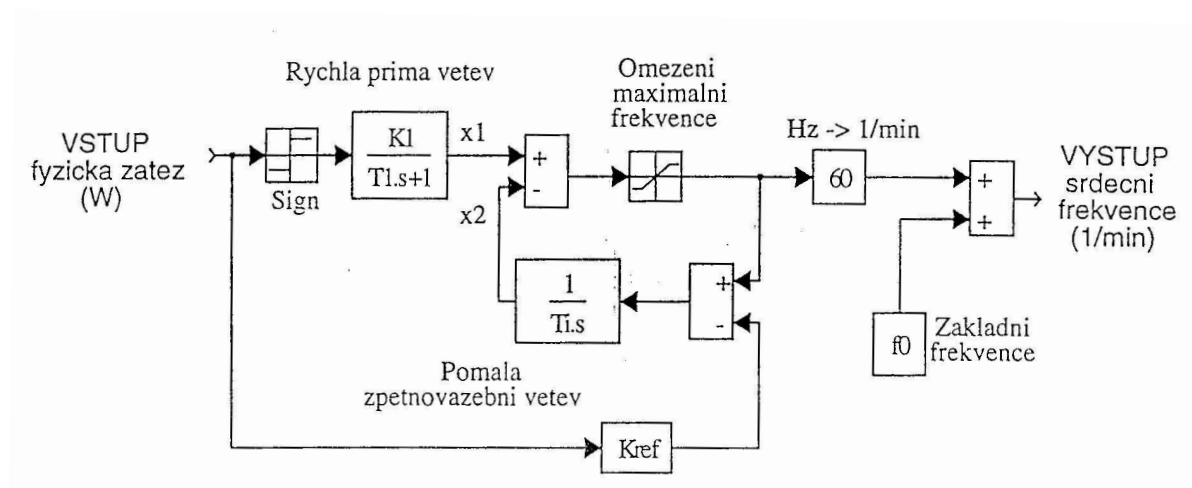 Rychla prima vetev
Omezeni
maximalni
frekvence
VSTUP
fyzicka zatez
(W)
Sign
K1
T1.s+1
x1
+
-
x2
Hz -> 1/min
60
+
+
VYSTUP
srdecni
frekvence
(1/min)
1
Ti.s
+
-
f0
Zakladni
frekvence
Pomala
zpetnovazebni vetev
Kref